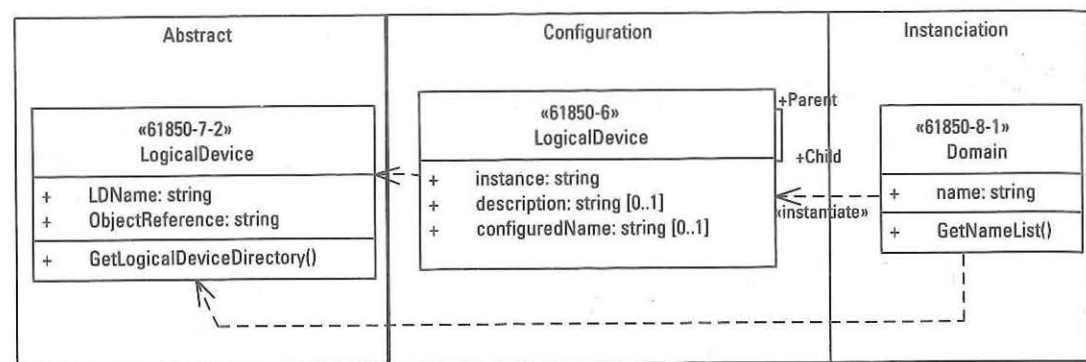 Abstract
Configuration
Instanciation
«61850-7-2»
LogicalDevice
+ LDName: string
+ ObjectReference: string
+ GetLogicalDeviceDirectory()
«61850-6»
LogicalDevice
+ instance: string
+ description: string [0..1]
+ configuredName: string [0..1]
+Parent
+Child
«instantiate»
«61850-8-1»
Domain
+ name: string
+ GetNameList()